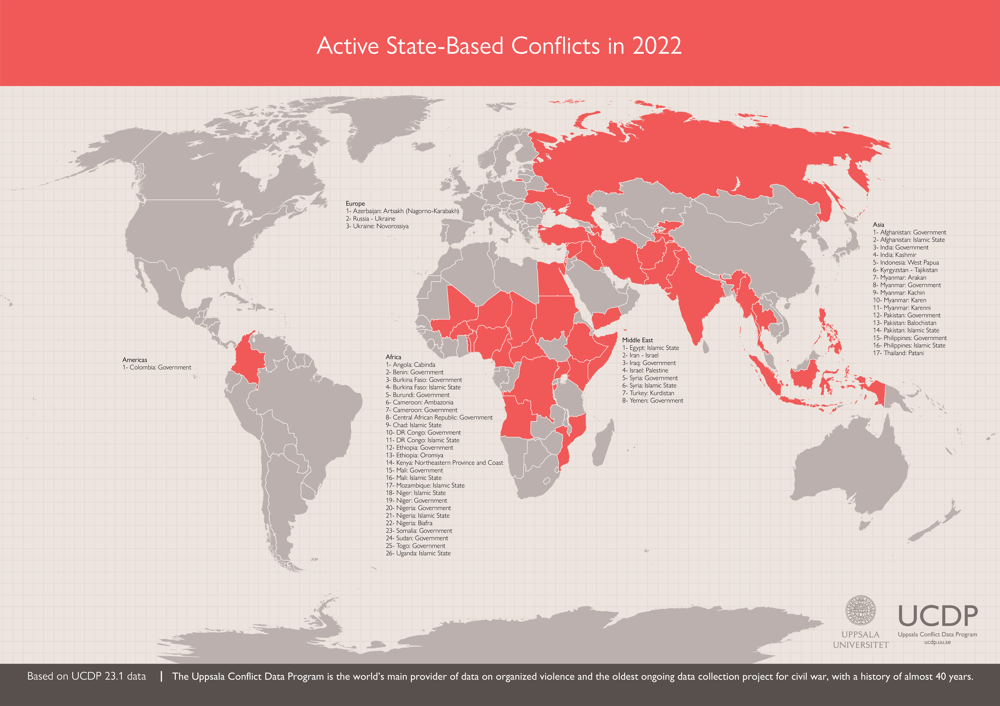 Active State-Based Conflicts in 2022
Europe
1- Azerbaijan: Artsakh (Nagorno-Karabakh)
2- Russia - Ukraine
3- Ukraine: Novorossiya
Asia
1- Afghanistan: Government
2- Afghanistan: Islamic State
3- India: Government
4- India: Kashmir
5- Indonesia: West Papua
6- Kyrgyzstan - Tajikistan
7- Myanmar: Arakan
8- Myanmar: Government
9- Myanmar: Kachin
10- Myanmar: Karen
11- Myanmar: Karenni
12- Pakistan: Government
13- Pakistan: Balochistan
14- Pakistan: Islamic State
15- Philippines: Government
16- Philippines: Islamic State
17- Thailand: Patani
Middle East
1- Egypt: Islamic State
2- Iran - Israel
3- Iraq: Government
4- Israel: Palestine
5- Syria: Government
6- Syria: Islamic State
7- Turkey: Kurdistan
8- Yemen: Government
Americas
1- Colombia: Government
Africa
1- Angola: Cabinda
2- Benin: Government
3- Burkina Faso: Government
4- Burkina Faso: Islamic State
5- Burundi: Government
6- Cameroon: Ambazonia
7- Cameroon: Government
8- Central African Republic: Government
9- Chad: Islamic State
10- DR Congo: Government
11- DR Congo: Islamic State
12- Ethiopia: Government
13- Ethiopia: Oromiya
14- Kenya: Northeastern Province and Coast
15- Mali: Government
16- Mali: Islamic State
17- Mozambique: Islamic State
18- Niger: Islamic State
19- Niger: Government
20- Nigeria: Government
21- Nigeria: Islamic State
22- Nigeria: Biafra
23- Somalia: Government
24- Sudan: Government
25- Togo: Government
26- Uganda: Islamic State
UPPSALA
UNIVERSITET
UCDP
Uppsala Conflict Data Program
ucdp.uu.se
Based on UCDP 23.1 data | The Uppsala Conflict Data Program is the world's main provider of data on organized violence and the oldest ongoing data collection project for civil war, with a history of almost 40 years.